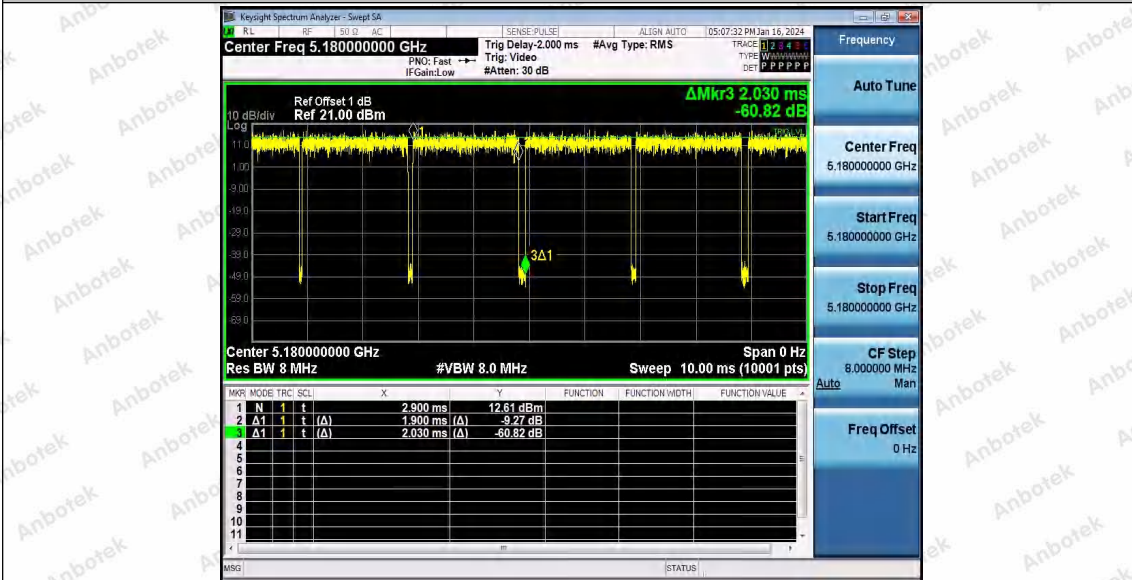 Keysight Spectrum Analyzer - Swept SA
RL RF 50 Ω AC SENSE:PULSE ALIGN AUTO 05:07:32 PM Jan 16, 2024
Center Freq 5.180000000 GHz Trig Delay-2.000 ms #Avg Type: RMS TRACE 1 2 3 4 5 6
PNO: Fast Trig: Video TYPE WWWWWW
IFGain:Low #Atten: 30 dB DET P P P P P P
Frequency
ΔMkr3 2.030 ms
Ref Offset 1 dB
10 dB/div Ref 21.00 dBm -60.82 dB
Log
TRIG LVL
1
11.0
1.00
-9.00
-19.0
-29.0
-39.0
3Δ1
-49.0
-59.0
-69.0
Center 5.180000000 GHz Span 0 Hz
Res BW 8 MHz #VBW 8.0 MHz Sweep 10.00 ms (10001 pts)
MKR MODE TRC SCL X Y FUNCTION FUNCTION WIDTH FUNCTION VALUE
1 N 1 t 2.900 ms 12.61 dBm
2 Δ1 1 t (Δ) 1.900 ms (Δ) -9.27 dB
3 Δ1 1 t (Δ) 2.030 ms (Δ) -60.82 dB
4
5
6
7
8
9
10
11
MSG STATUS
Auto Tune
Center Freq
5.180000000 GHz
Start Freq
5.180000000 GHz
Stop Freq
5.180000000 GHz
CF Step
8.000000 MHz
Auto Man
Freq Offset
0 Hz
Anbotek